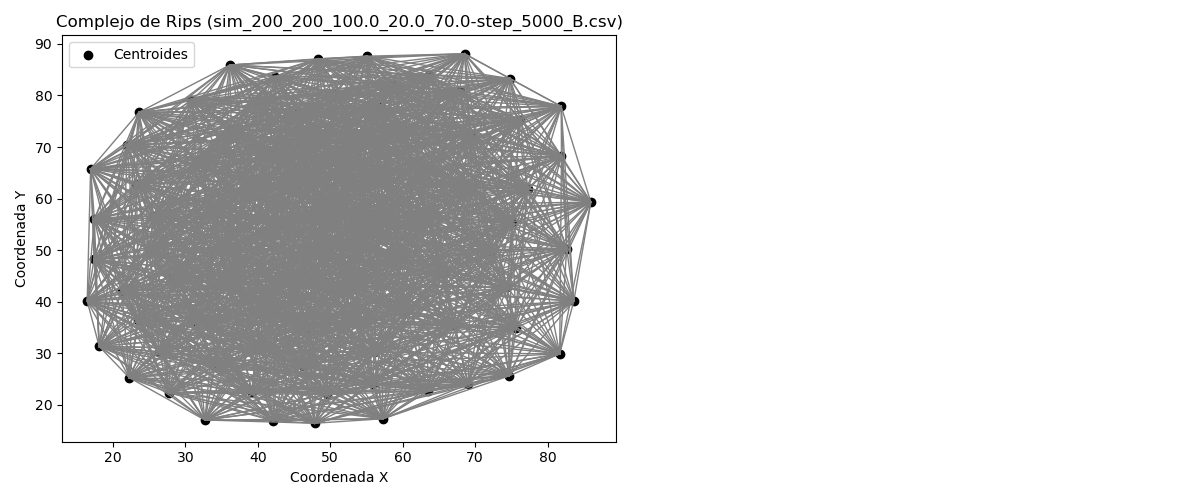 Complejo de Rips (sim_200_200_100.0_20.0_70.0-step_5000_B.csv)
Centroides
Coordenada Y
90
80
70
60
50
40
30
20
20 30 40 50 60 70 80
Coordenada X